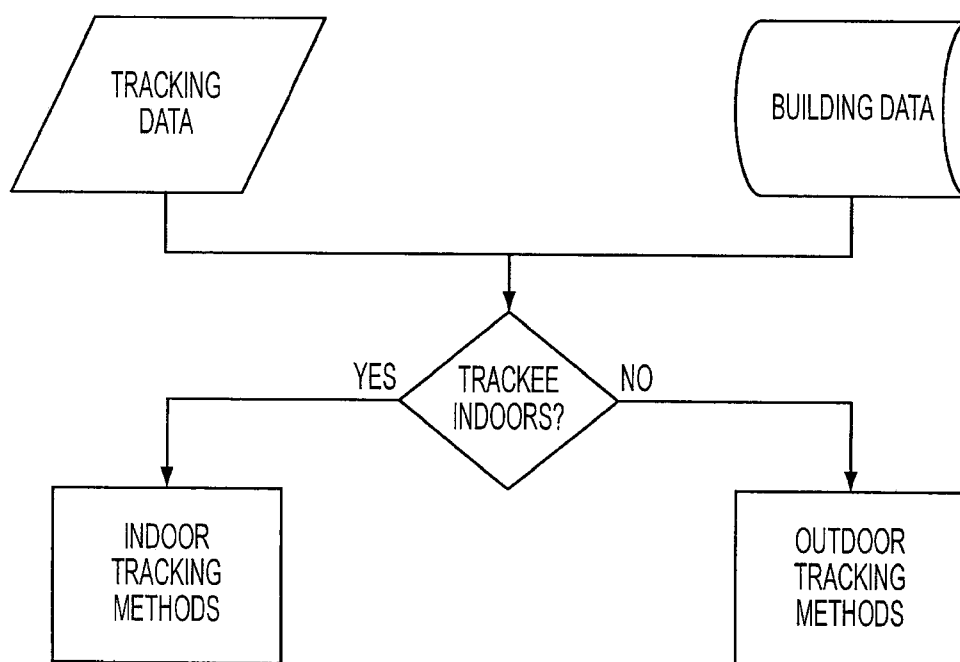 TRACKING
DATA
BUILDING DATA
YES
TRACKEE
INDOORS?
NO
INDOOR
TRACKING
METHODS
OUTDOOR
TRACKING
METHODS